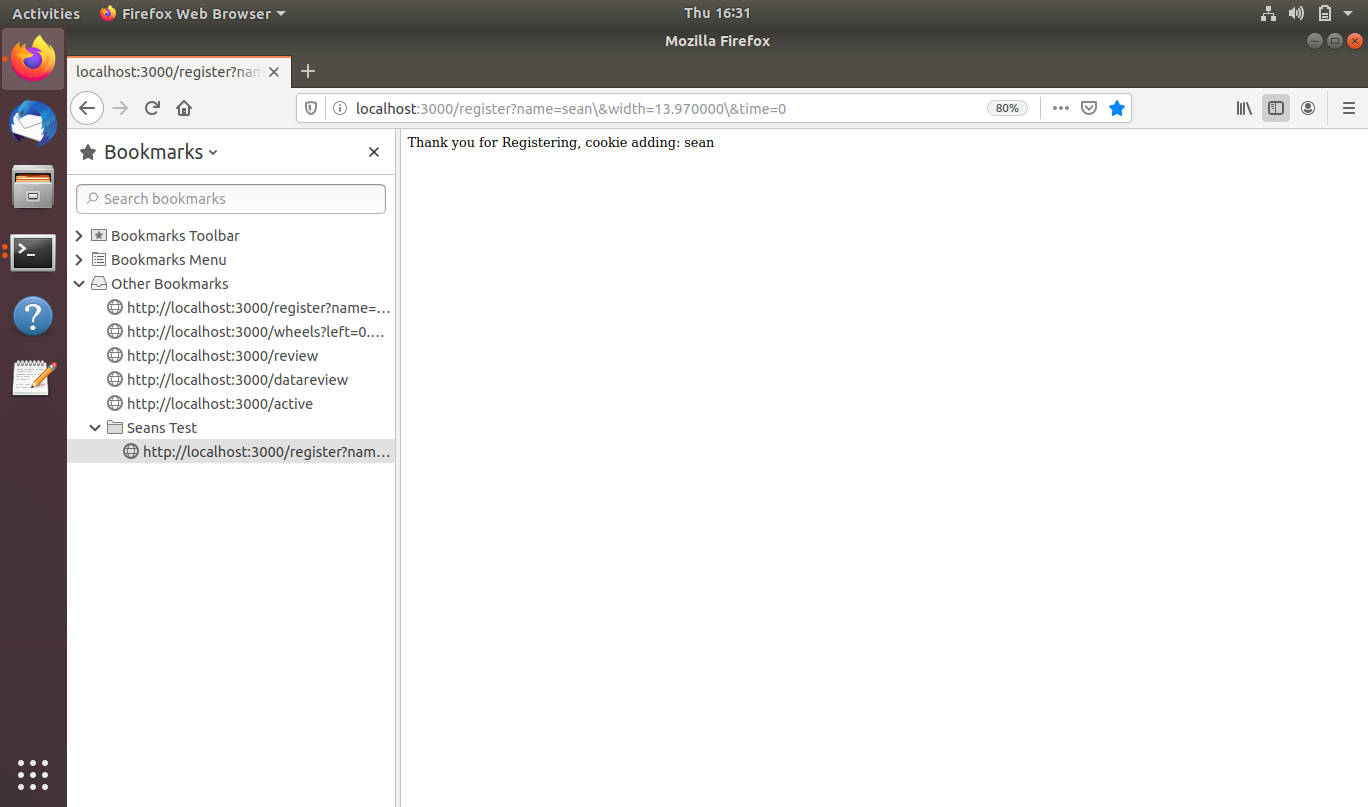 Activities Firefox Web Browser Thu 16:31
Mozilla Firefox
localhost:3000/register?nam
localhost:3000/register?name=sean\&width=13.970000\&time=0 80%
Bookmarks
Thank you for Registering, cookie adding: sean
Search bookmarks
Bookmarks Toolbar
Bookmarks Menu
Other Bookmarks
http://localhost:3000/register?name=...
http://localhost:3000/wheels?left=0....
http://localhost:3000/review
http://localhost:3000/datareview
http://localhost:3000/active
Seans Test
http://localhost:3000/register?nam...